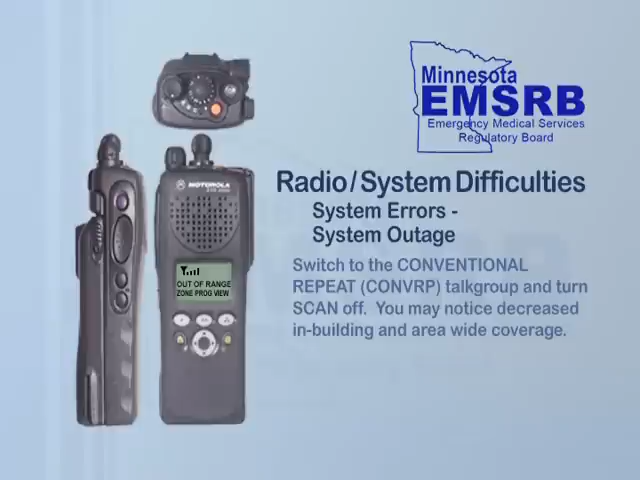 Minnesota
EMSRB
Emergency Medical Services
Regulatory Board
Radio/System Difficulties
System Errors -
System Outage
Switch to the CONVENTIONAL
REPEAT (CONVRP) talkgroup and turn
SCAN off. You may notice decreased
in-building and area wide coverage.
MOTOROLA
OUT OF RANGE
ZONE PROG VIEW